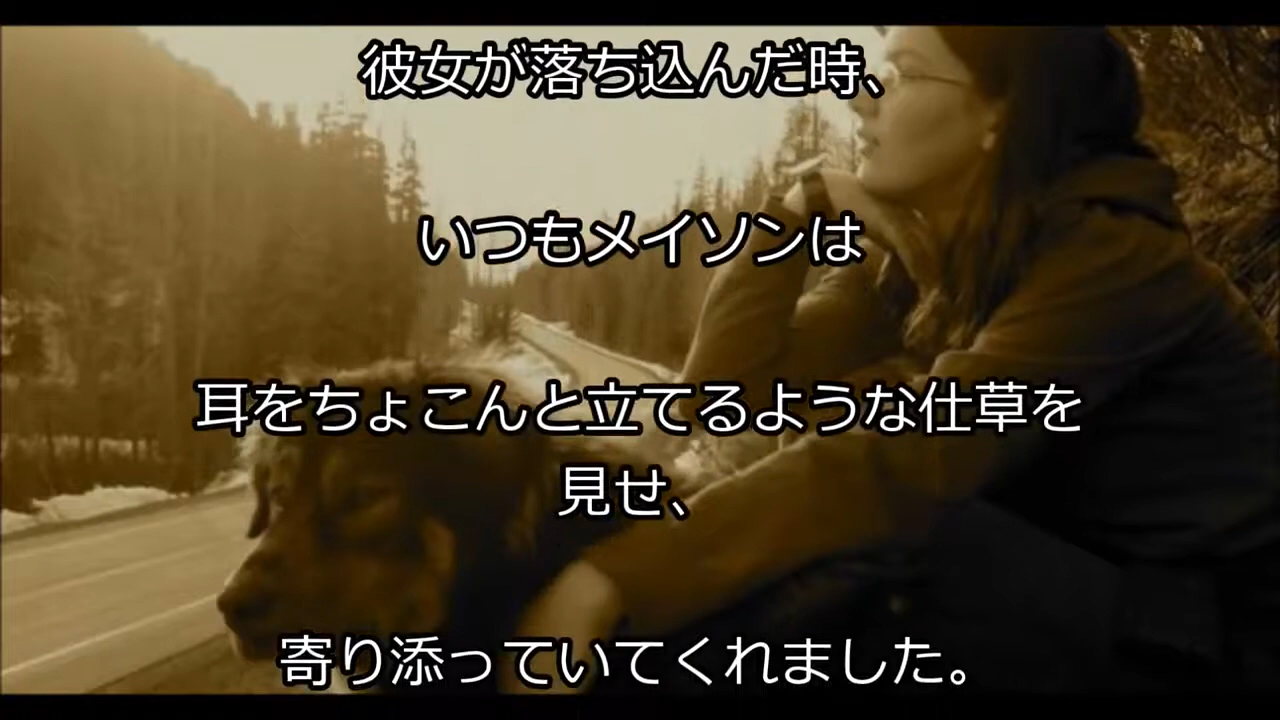 彼女が落ち込んだ時、
いつもメイソンは
耳をちょこんと立てるような仕草を
見せ、
寄り添っていてくれました。